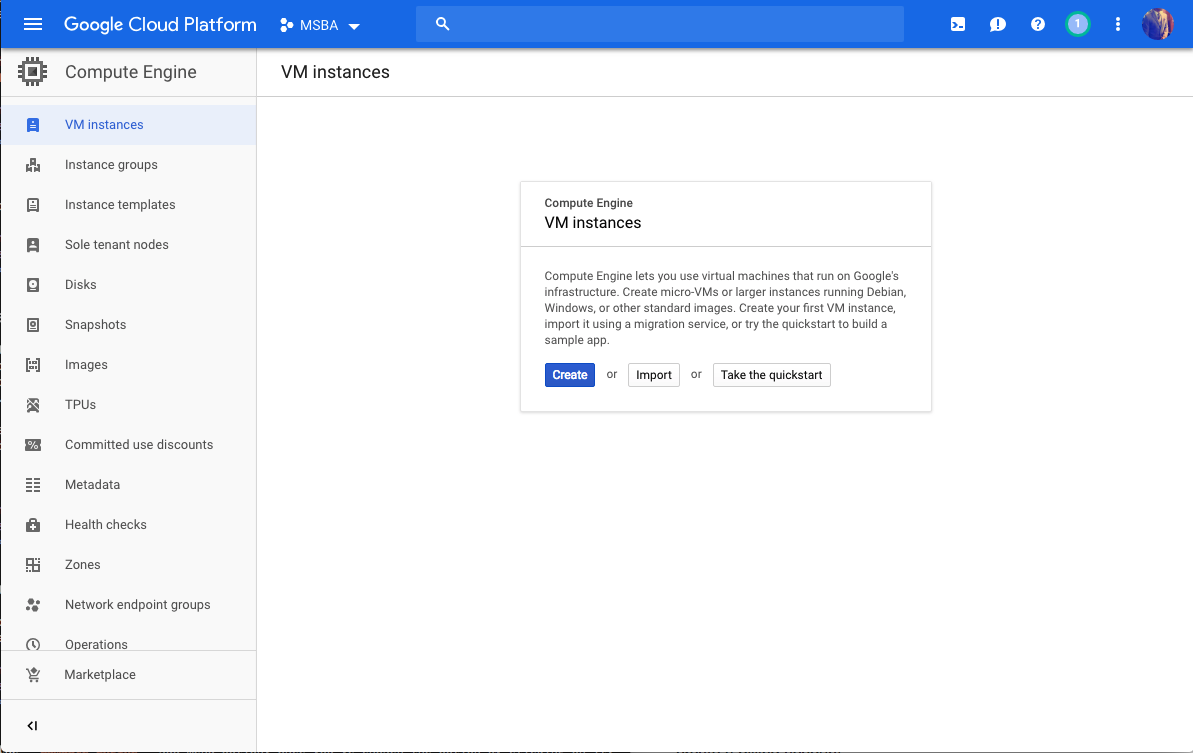 Google Cloud Platform
MSBA
1
Compute Engine
VM instances
VM instances
Instance groups
Instance templates
Sole tenant nodes
Disks
Snapshots
Images
TPUs
Committed use discounts
Metadata
Health checks
Zones
Network endpoint groups
Operations
Marketplace
Compute Engine
VM instances
Compute Engine lets you use virtual machines that run on Google's
infrastructure. Create micro-VMs or larger instances running Debian,
Windows, or other standard images. Create your first VM instance,
import it using a migration service, or try the quickstart to build a
sample app.
Create or Import or Take the quickstart